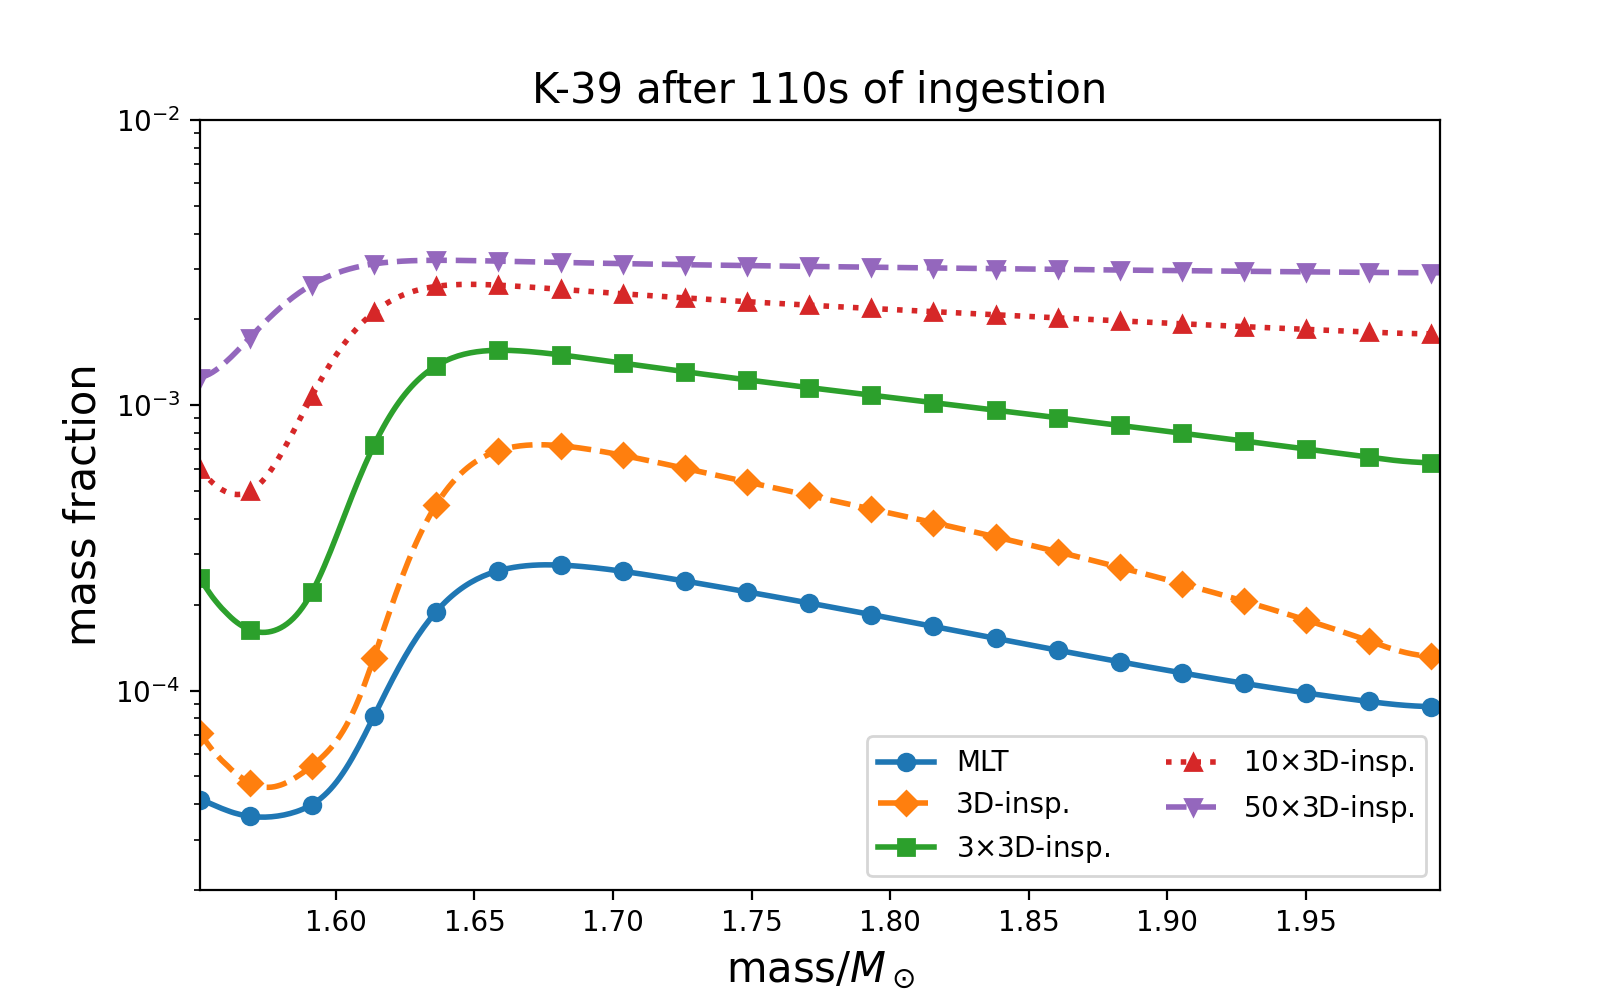 K-39 after 110s of ingestion
mass fraction
10⁻²
10⁻³
10⁻⁴
1.60 1.65 1.70 1.75 1.80 1.85 1.90 1.95
mass/M⊙
MLT
3D-insp.
3×3D-insp.
10×3D-insp.
50×3D-insp.